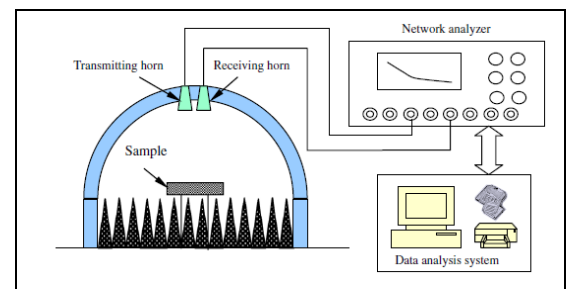 Network analyzer
Transmitting horn
Receiving horn
Sample
Data analysis system